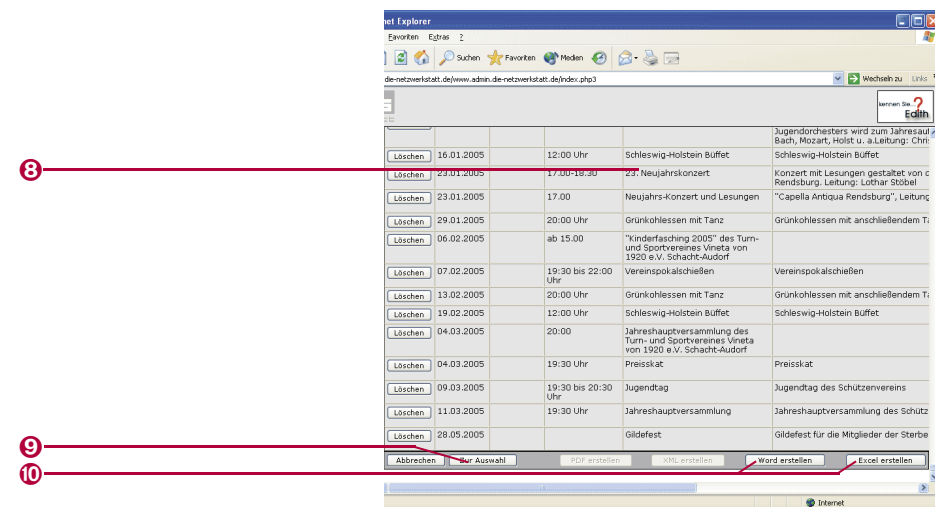 net Explorer
Favoriten Extras ?
Suchen Favoriten Medien
die-netzwerkstatt.de/www.admin.die-netzwerkstatt.de/index.php3 Wechseln zu Links
kennen Sie...?
Edith
Jugendorchesters wird zum Jahresauf
Bach, Mozart, Holst u. a.Leitung: Chris
Löschen 16.01.2005 12:00 Uhr Schleswig-Holstein Büffet Schleswig-Holstein Büffet
8
Löschen 23.01.2005 17.00-18.30 23. Neujahrskonzert Konzert mit Lesungen gestaltet von d
Rendsburg. Leitung: Lothar Stöbel
Löschen 23.01.2005 17.00 Neujahrs-Konzert und Lesungen "Capella Antiqua Rendsburg", Leitung
Löschen 29.01.2005 20:00 Uhr Grünkohlessen mit Tanz Grünkohlessen mit anschließendem Ta
Löschen 06.02.2005 ab 15.00 "Kinderfasching 2005" des Turn-
und Sportvereines Vineta von
1920 e.V. Schacht-Audorf
Löschen 07.02.2005 19:30 bis 22:00 Uhr Vereinspokalschießen Vereinspokalschießen
Löschen 13.02.2005 20:00 Uhr Grünkohlessen mit Tanz Grünkohlessen mit anschließendem Ta
Löschen 19.02.2005 12:00 Uhr Schleswig-Holstein Büffet Schleswig-Holstein Büffet
Löschen 04.03.2005 20:00 Jahreshauptversammlung des
Turn- und Sportvereines Vineta
von 1920 e.V. Schacht-Audorf
Löschen 04.03.2005 19:30 Uhr Preisskat Preisskat
Löschen 09.03.2005 19:30 bis 20:30 Uhr Jugendtag Jugendtag des Schützenvereins
Löschen 11.03.2005 19:30 Uhr Jahreshauptversammlung Jahreshauptversammlung des Schütz
Löschen 28.05.2005 Gildefest Gildefest für die Mitglieder der Sterbe
9
Abbrechen Zur Auswahl PDF erstellen XML erstellen Word erstellen Excel erstellen
10
Internet